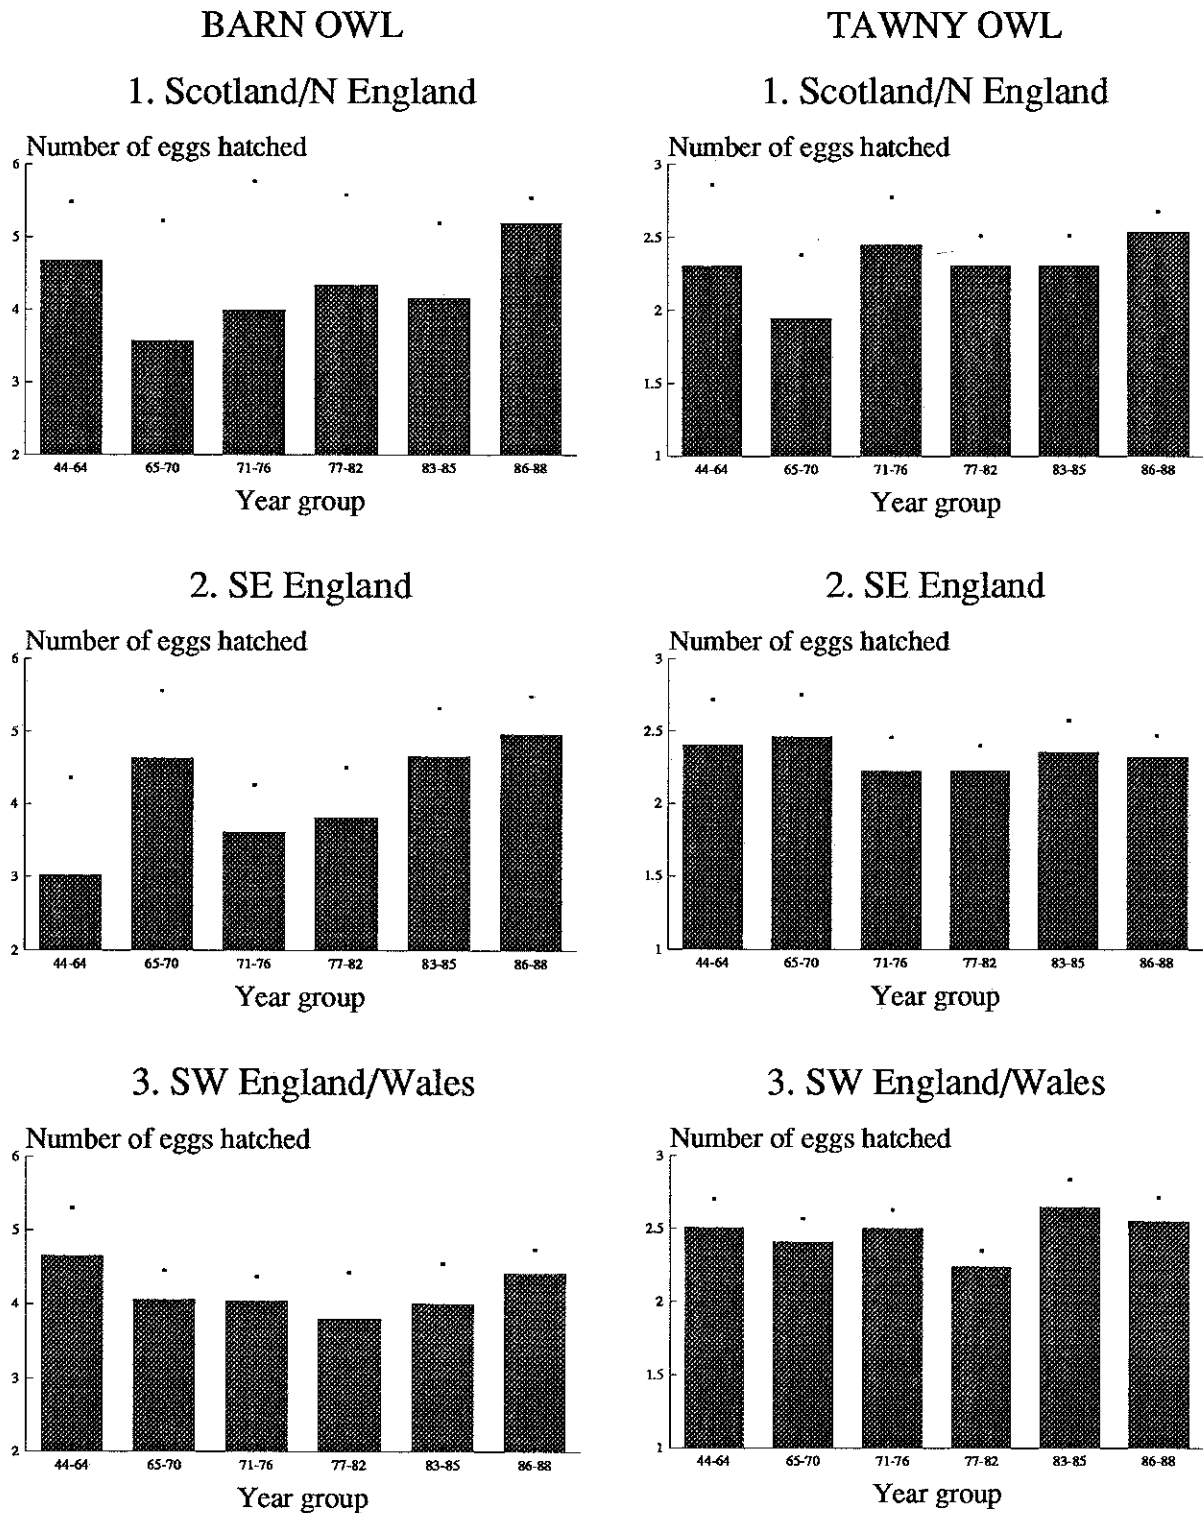 BARN OWL
1. Scotland/N England
Number of eggs hatched
6
5
4
3
2
44-64 65-70 71-76 77-82 83-85 86-88
Year group
2. SE England
Number of eggs hatched
6
5
4
3
2
44-64 65-70 71-76 77-82 83-85 86-88
Year group
3. SW England/Wales
Number of eggs hatched
6
5
4
3
2
44-64 65-70 71-76 77-82 83-85 86-88
Year group
TAWNY OWL
1. Scotland/N England
Number of eggs hatched
3
2.5
2
1.5
1
44-64 65-70 71-76 77-82 83-85 86-88
Year group
2. SE England
Number of eggs hatched
3
2.5
2
1.5
1
44-64 65-70 71-76 77-82 83-85 86-88
Year group
3. SW England/Wales
Number of eggs hatched
3
2.5
2
1.5
1
44-64 65-70 71-76 77-82 83-85 86-88
Year group